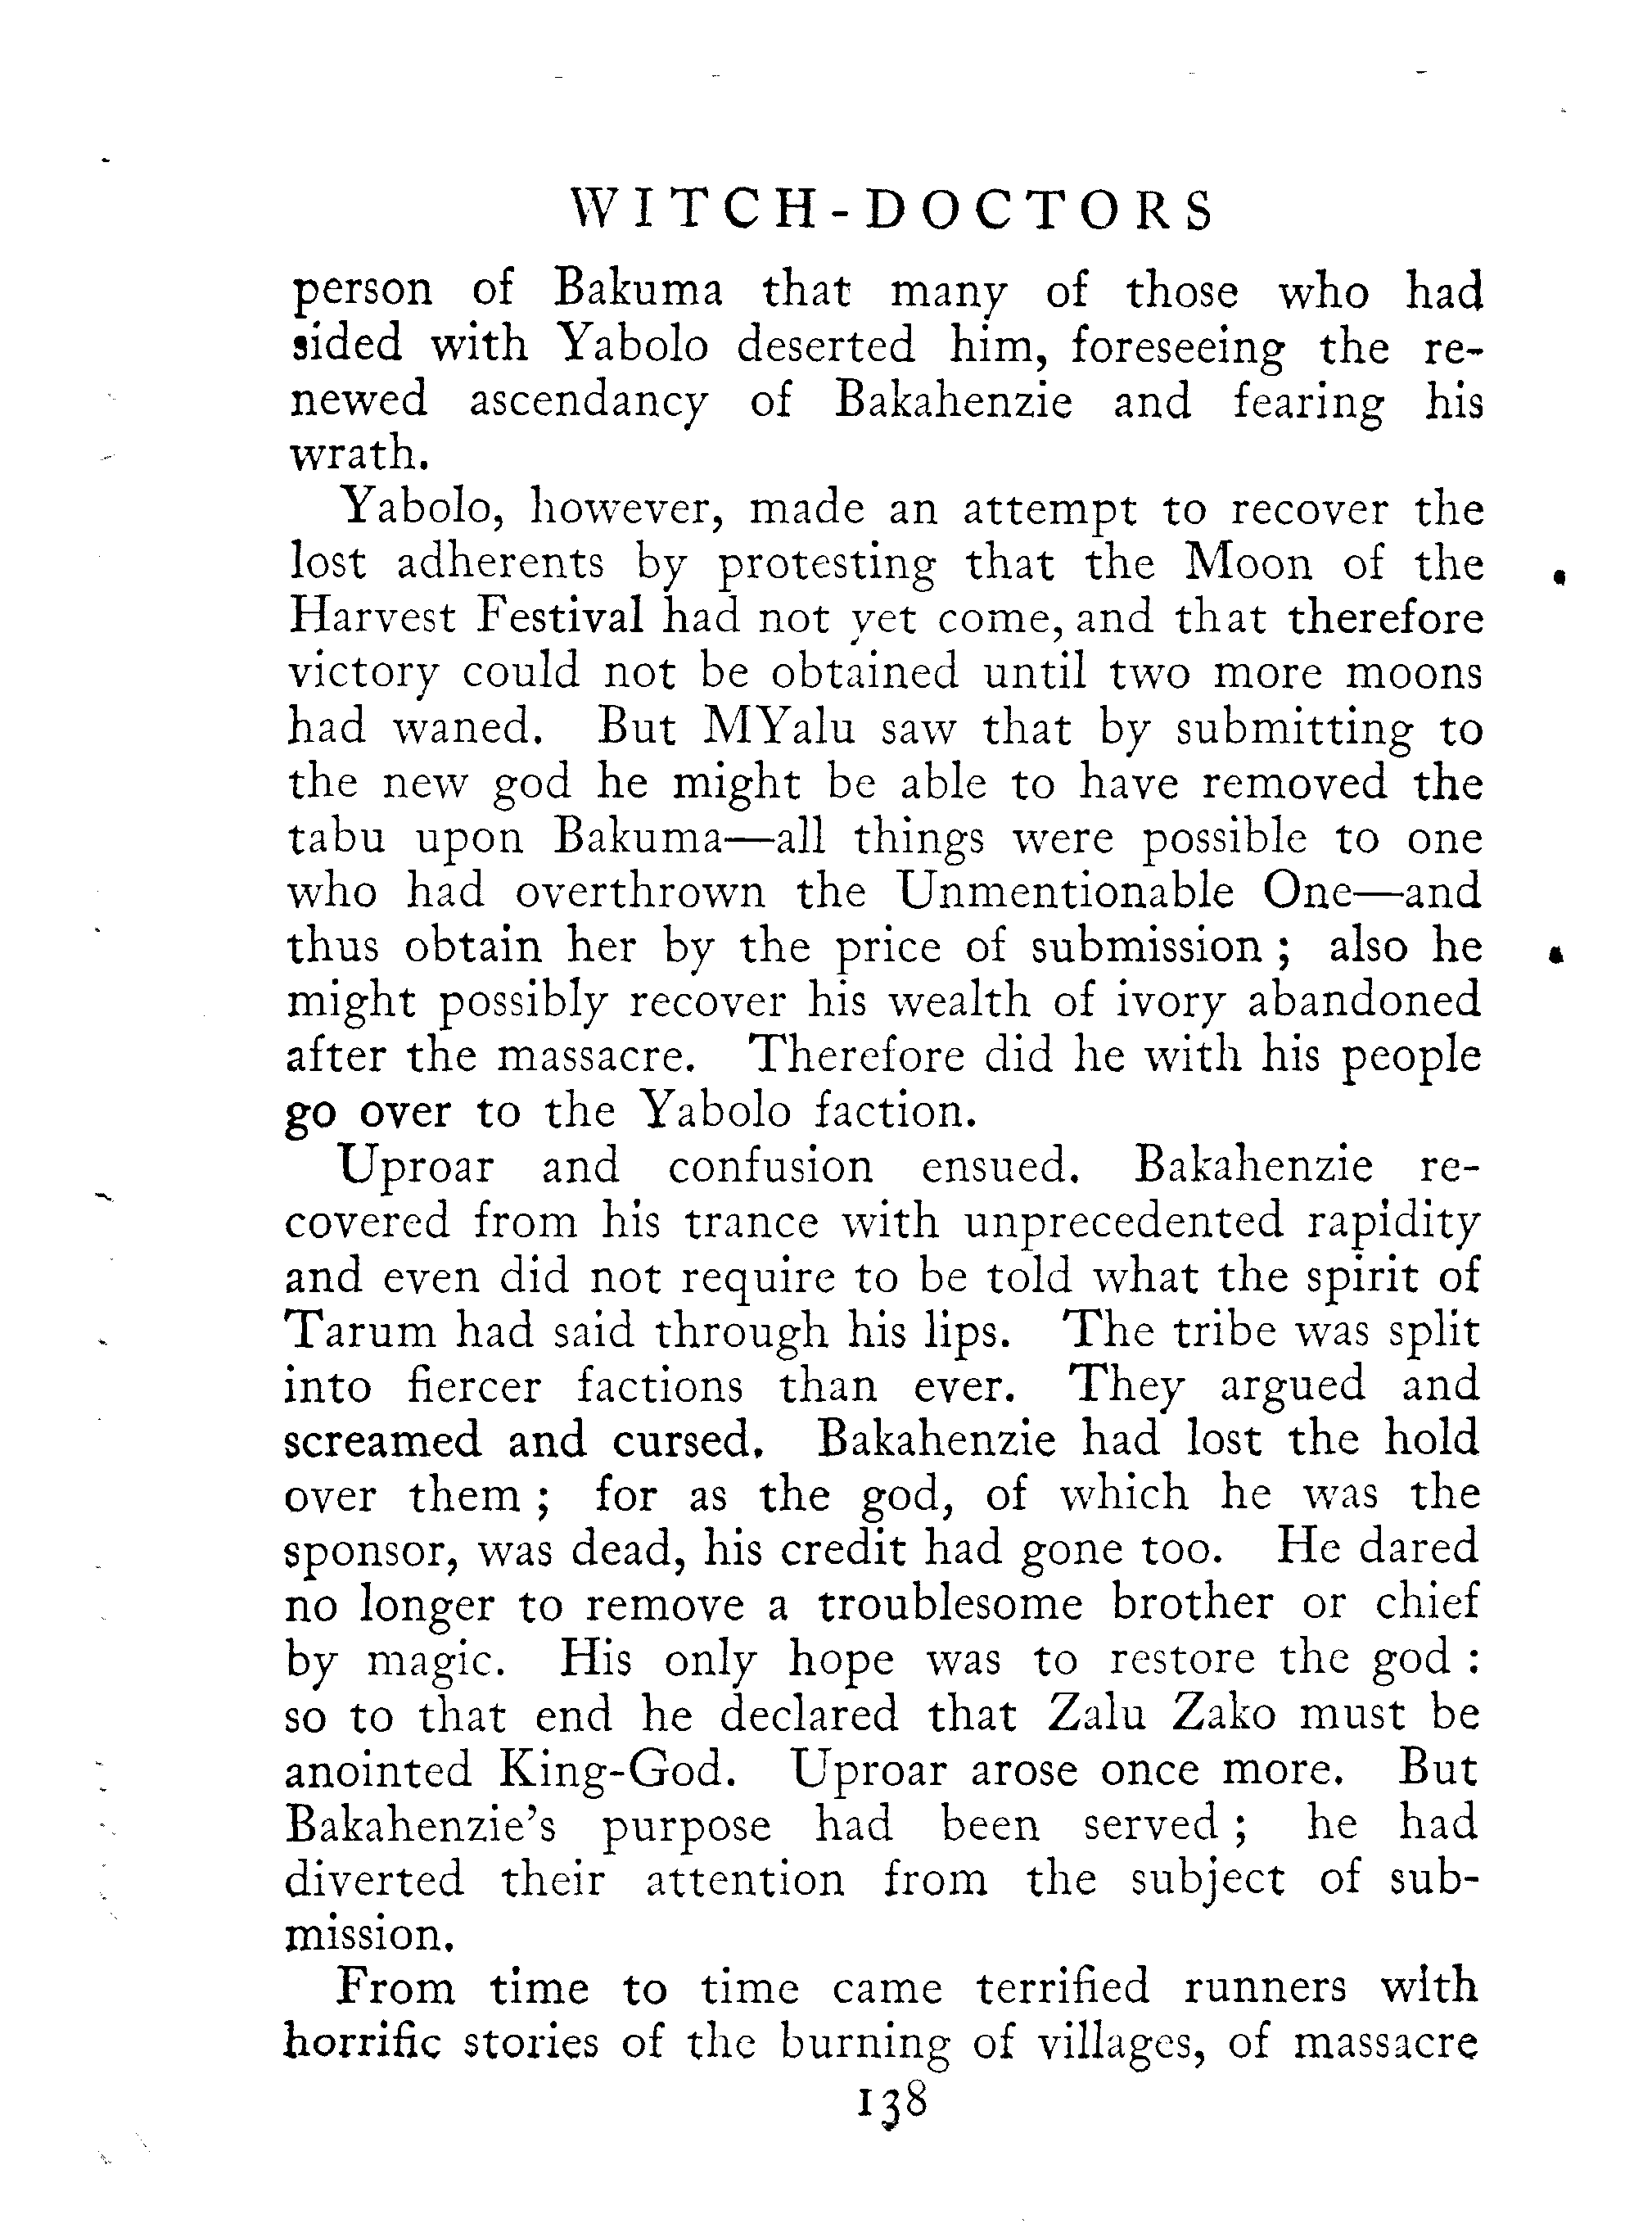 WITCH-DOCTORS
person of Bakuma that many of those who had
sided with Yabolo deserted him, foreseeing the re-
newed ascendancy of Bakahenzie and fearing his
wrath.
Yabolo, however, made an attempt to recover the
lost adherents by protesting that the Moon of the
Harvest Festival had not yet come, and that therefore
victory could not be obtained until two more moons
had waned. But MYalu saw that by submitting to
the new god he might be able to have removed the
tabu upon Bakuma—all things were possible to one
who had overthrown the Unmentionable One—and
thus obtain her by the price of submission ; also he
might possibly recover his wealth of ivory abandoned
after the massacre. Therefore did he with his people
go over to the Yabolo faction.
Uproar and confusion ensued. Bakahenzie re-
covered from his trance with unprecedented rapidity
and even did not require to be told what the spirit of
Tarum had said through his lips. The tribe was split
into fiercer factions than ever. They argued and
screamed and cursed. Bakahenzie had lost the hold
over them ; for as the god, of which he was the
sponsor, was dead, his credit had gone too. He dared
no longer to remove a troublesome brother or chief
by magic. His only hope was to restore the god :
so to that end he declared that Zalu Zako must be
anointed King-God. Uproar arose once more. But
Bakahenzie's purpose had been served ; he had
diverted their attention from the subject of sub-
mission.
From time to time came terrified runners with
horrific stories of the burning of villages, of massacre
138